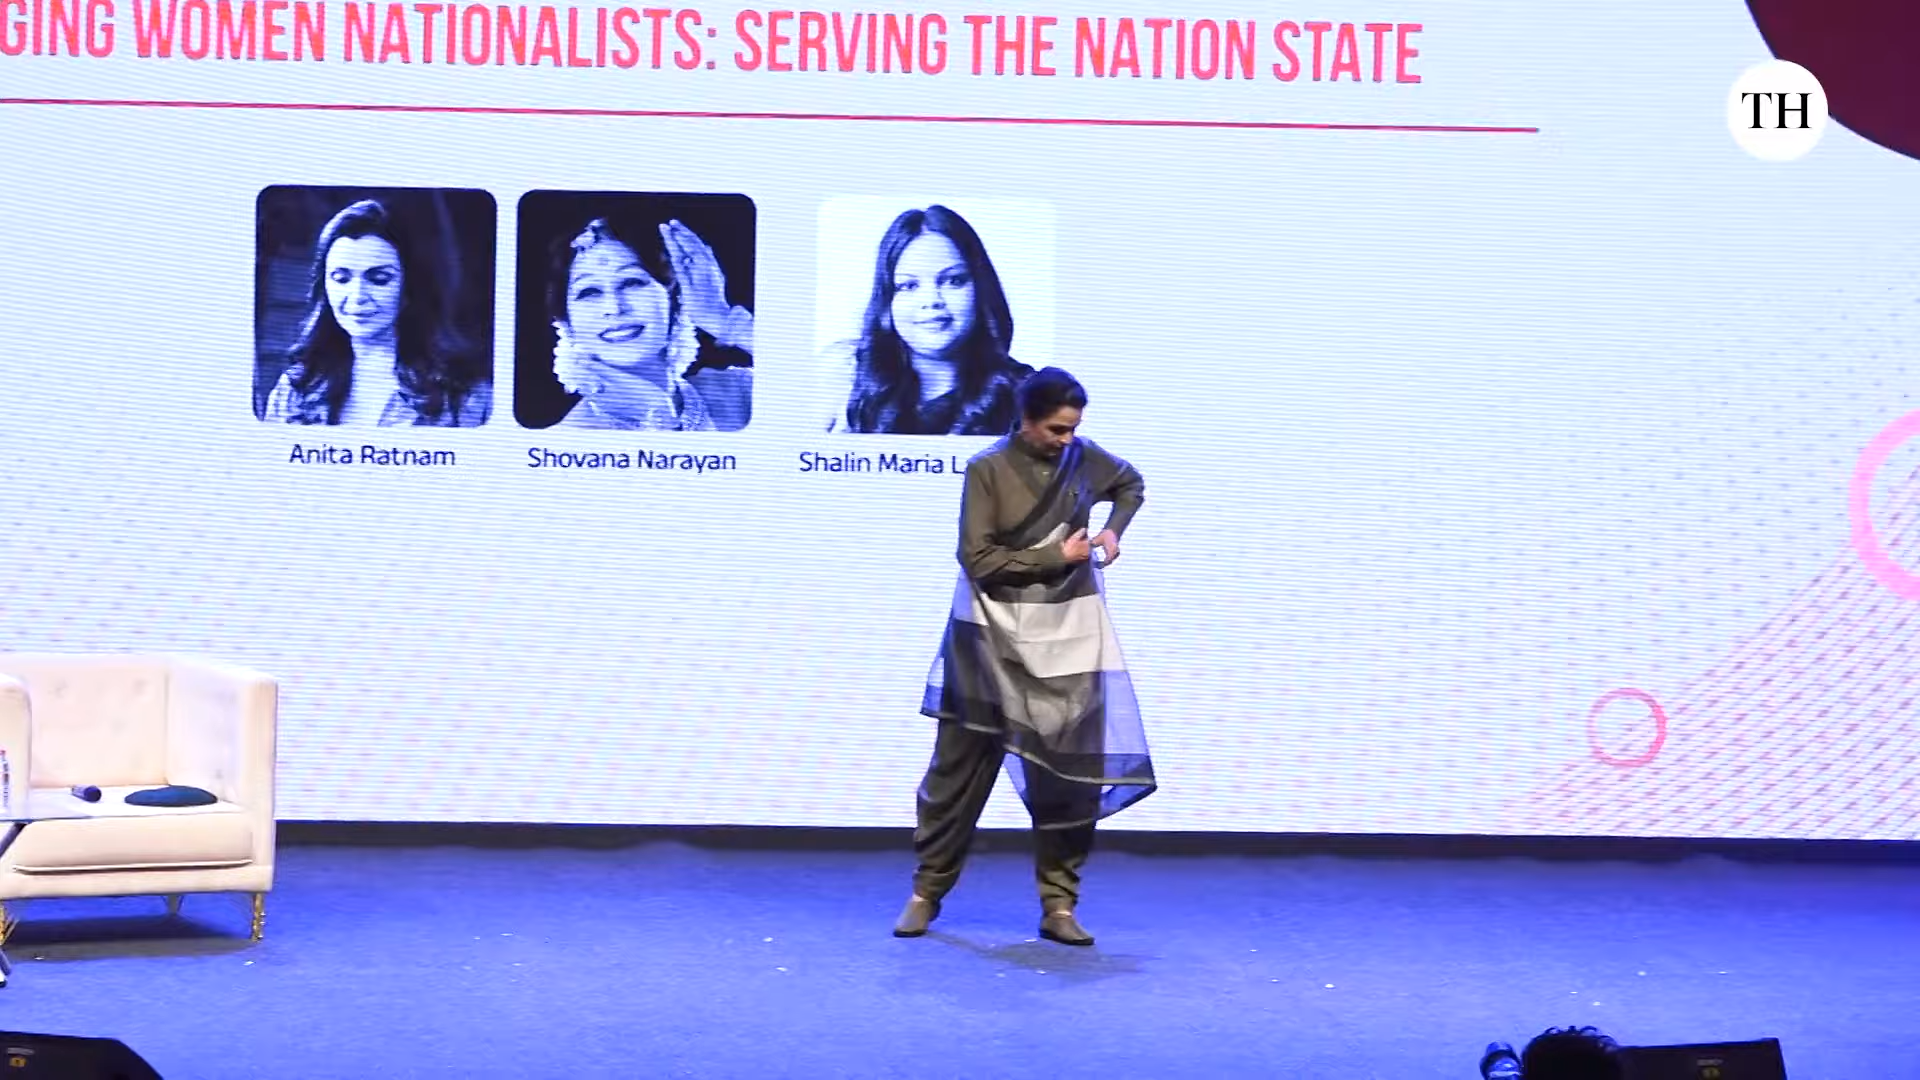 GING WOMEN NATIONALISTS: SERVING THE NATION STATE
TH
Anita Ratnam
Shovana Narayan
Shalin Maria L